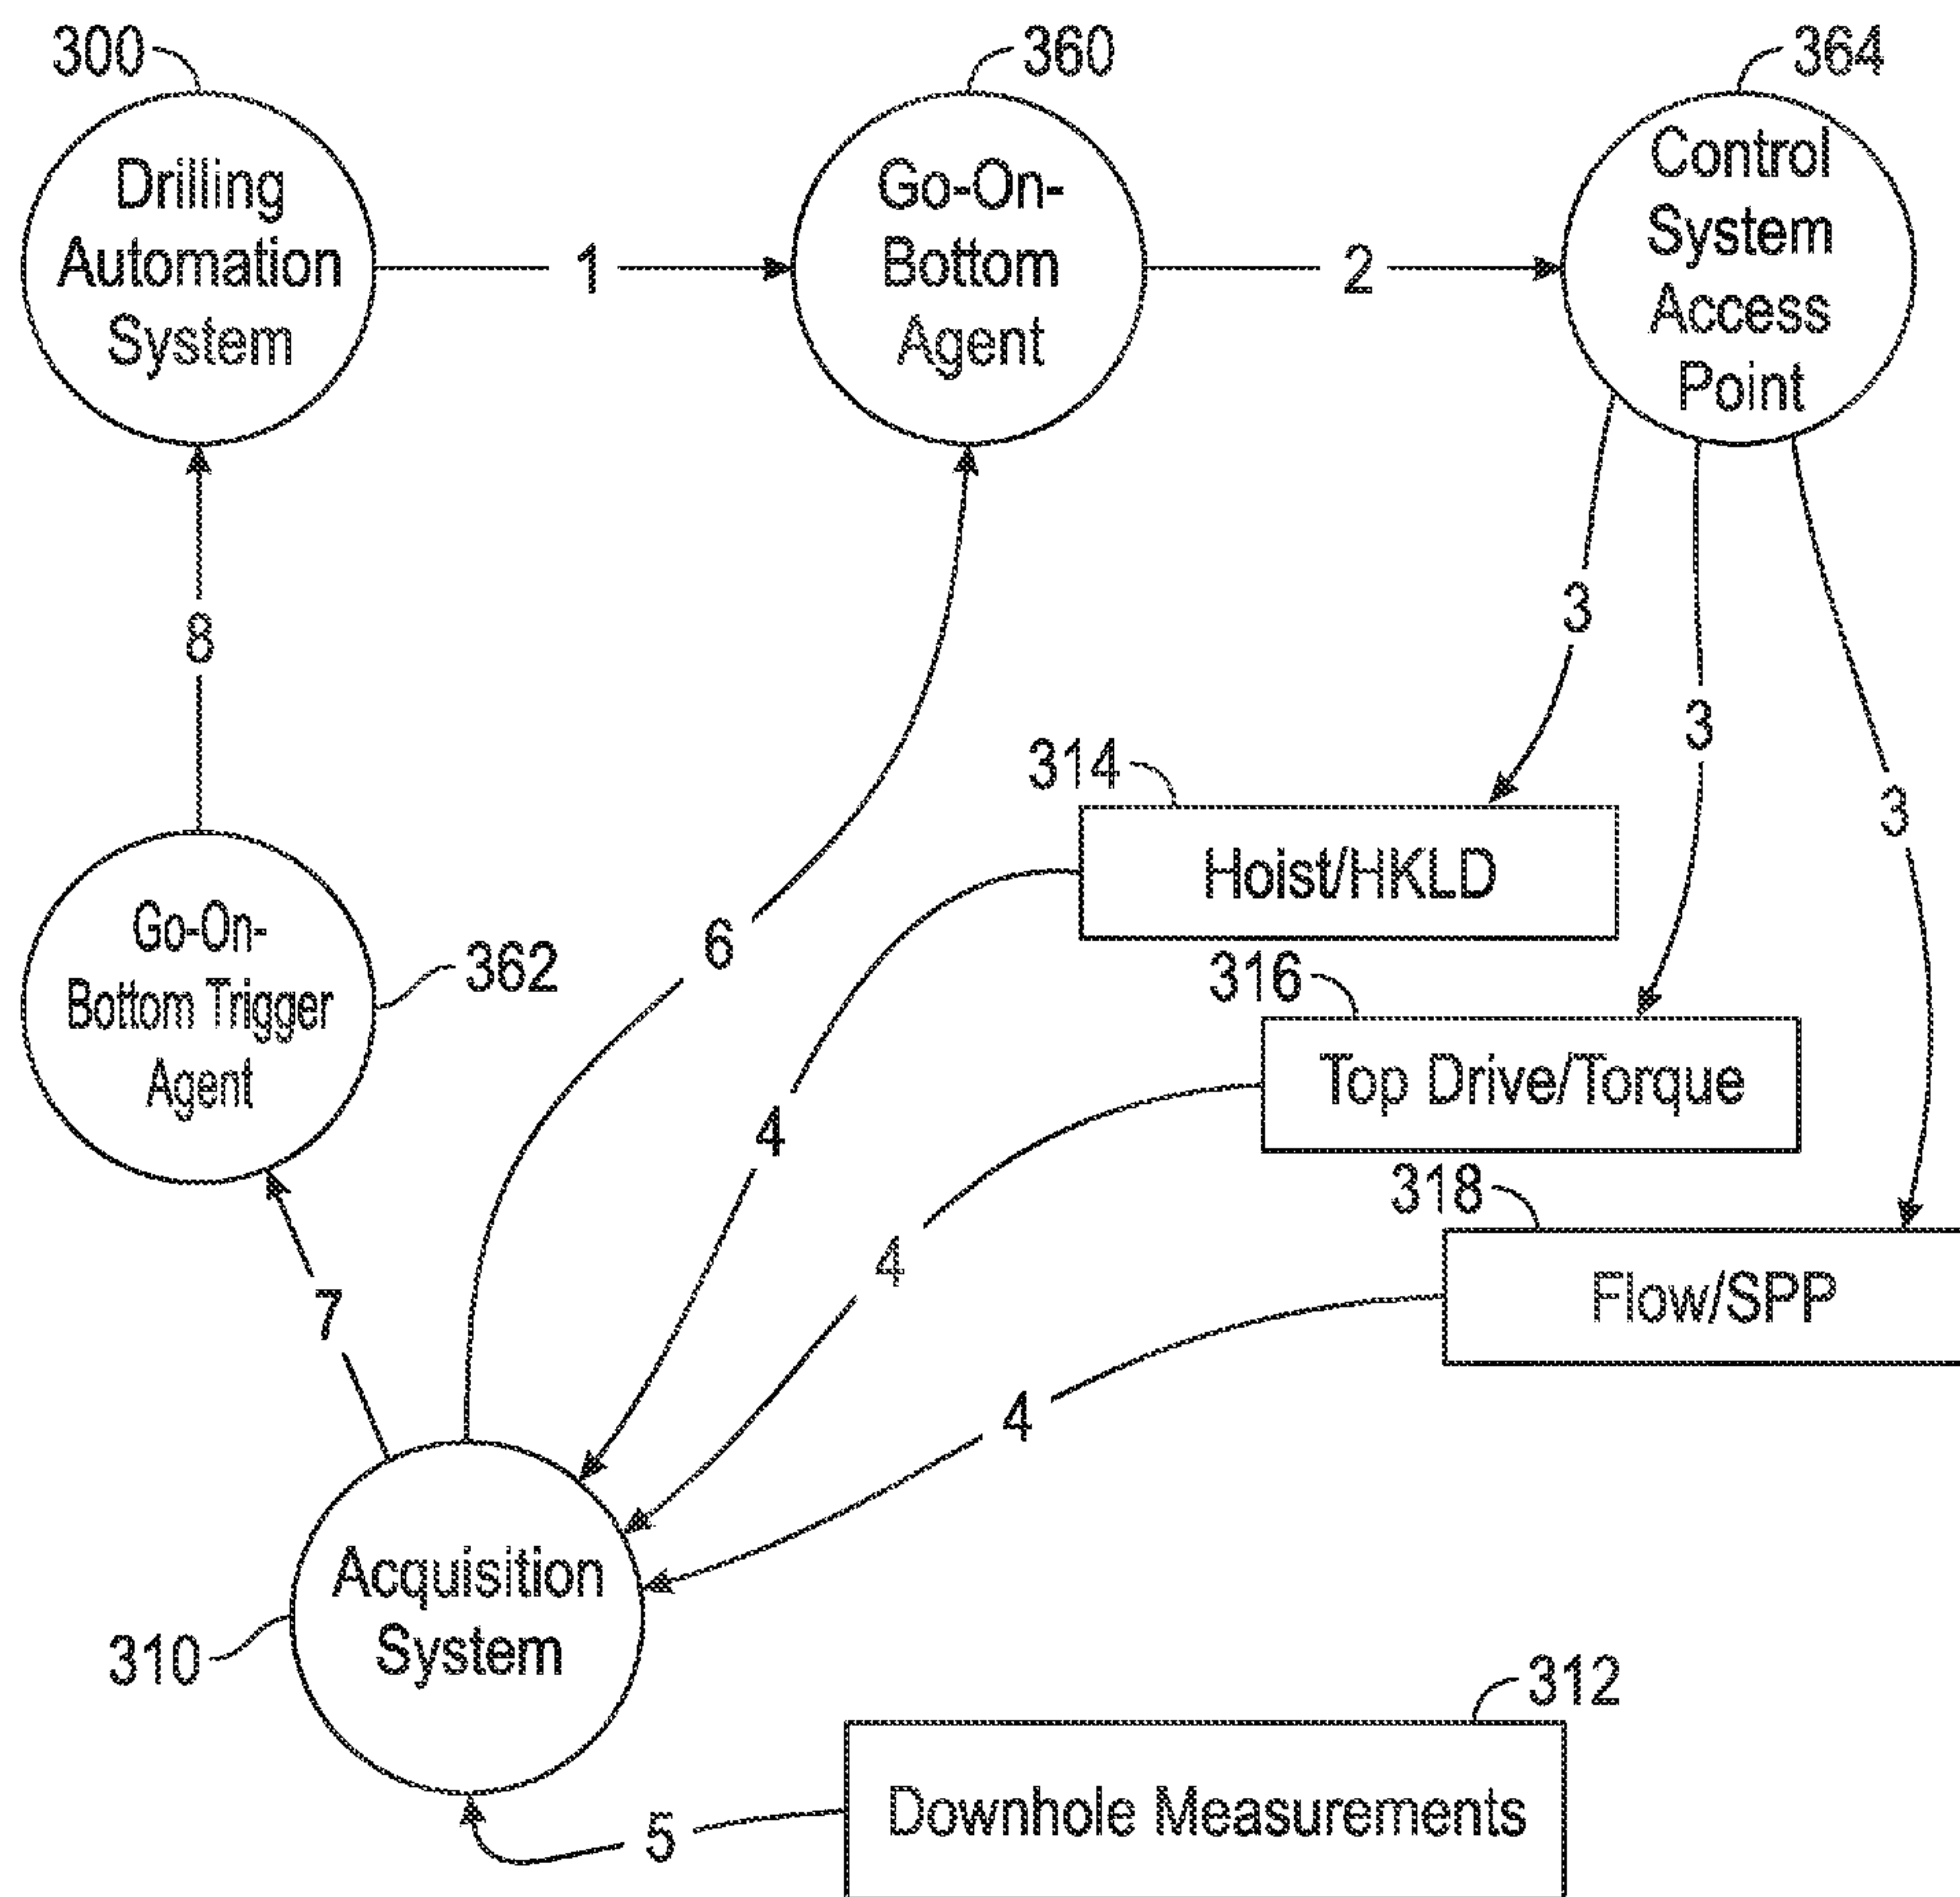 300
360
364
Drilling
Automation
System
1
Go-On-
Bottom
Agent
2
Control
System
Access
Point
8
3
3
3
314
Hoist/HKLD
316
Top Drive/Torque
318
Flow/SPP
Go-On-
Bottom Trigger
Agent
362
6
4
4
4
7
Acquisition
System
310
312
Downhole Measurements
5